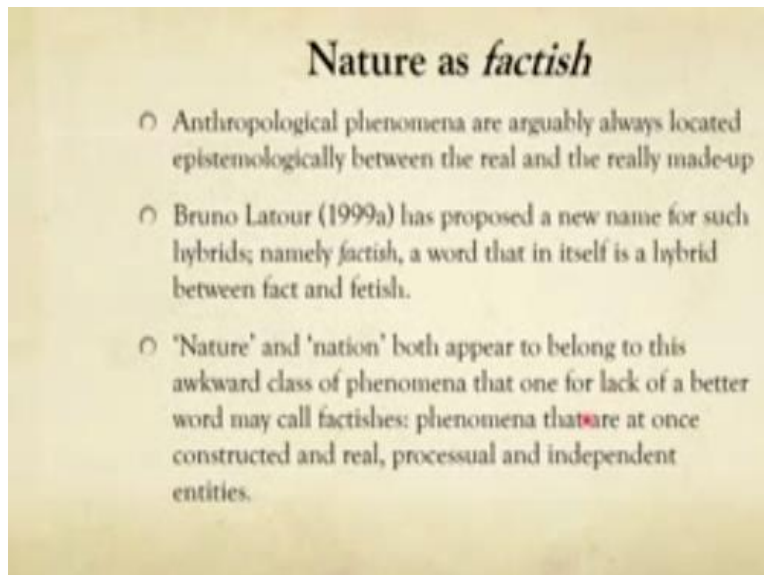 Nature as factish
Anthropological phenomena are arguably always located
epistemologically between the real and the really made-up
Bruno Latour (1999a) has proposed a new name for such
hybrids; namely factish, a word that in itself is a hybrid
between fact and fetish.
'Nature' and 'nation' both appear to belong to this
awkward class of phenomena that one for lack of a better
word may call factishes: phenomena that are at once
constructed and real, processual and independent
entities.